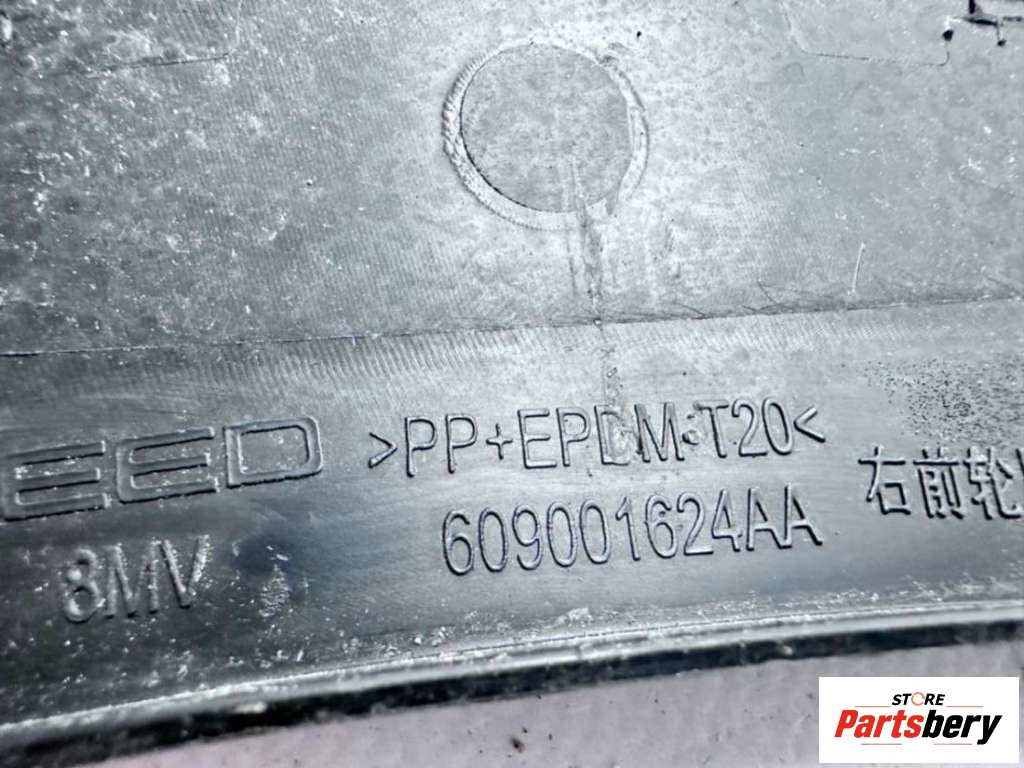 EED >PP+EPDM-T20<
8MV 609001624AA 右前轮
STORE
Partsbery